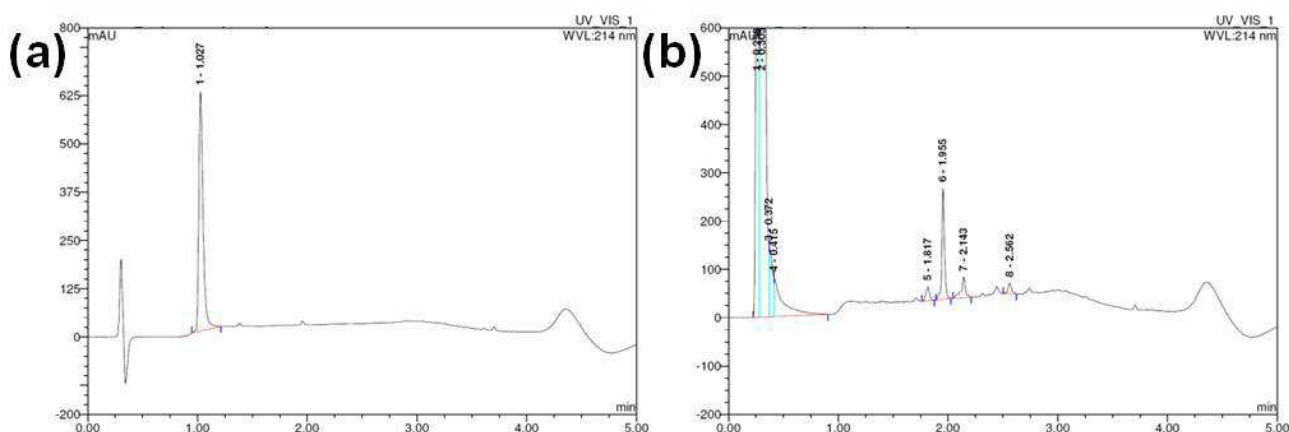 (a)
UV_VIS_1
WVL:214 nm
mAU
800
625
500
375
250
125
0
-200
1 - 1.027
min
0.00 1.00 2.00 3.00 4.00 5.00
(b)
UV_VIS_1
WVL:214 nm
mAU
600
500
400
300
200
100
0
-100
-200
3 - 0.372
4 - 0.415
5 - 1.817
6 - 1.955
7 - 2.143
8 - 2.562
min
0.00 1.00 2.00 3.00 4.00 5.00